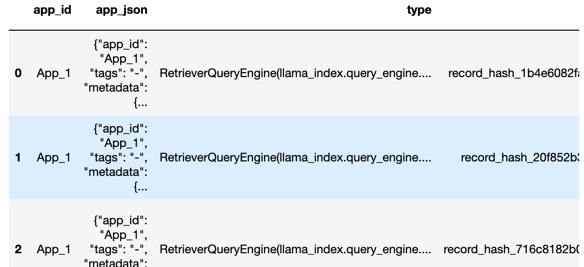 app_id app_json type
{"app_id":
"App_1",
0 App_1 "tags": "-", RetrieverQueryEngine(llama_index.query_engine.... record_hash_1b4e6082f
"metadata":
{...
{"app_id":
"App_1",
1 App_1 "tags": "-", RetrieverQueryEngine(llama_index.query_engine.... record_hash_20f852b
"metadata":
{...
{"app_id":
"App_1",
2 App_1 "tags": "-", RetrieverQueryEngine(llama_index.query_engine.... record_hash_716c8182b
"metadata":